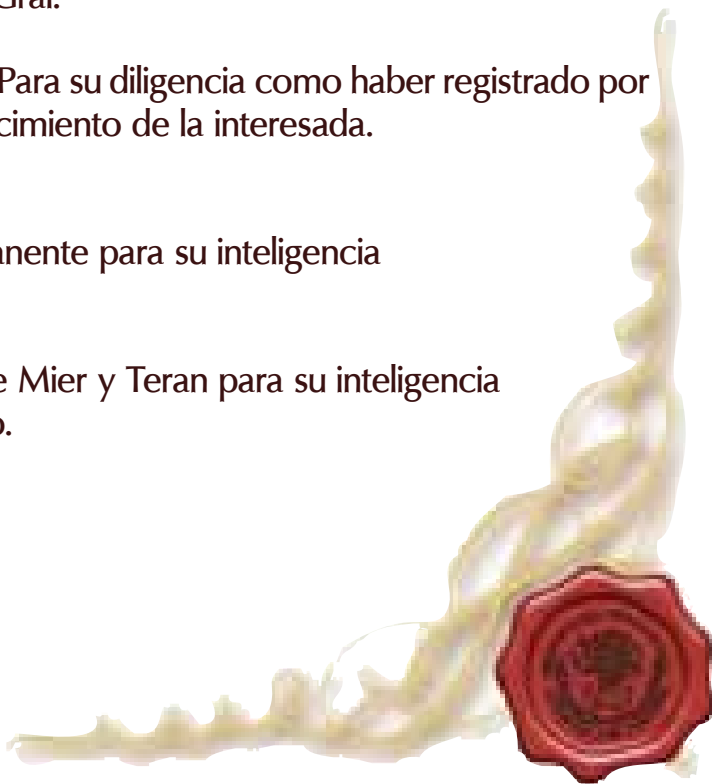 Gral.
Para su diligencia como haber registrado por
cimiento de la interesada.
anente para su inteligencia
e Mier y Teran para su inteligencia
o.